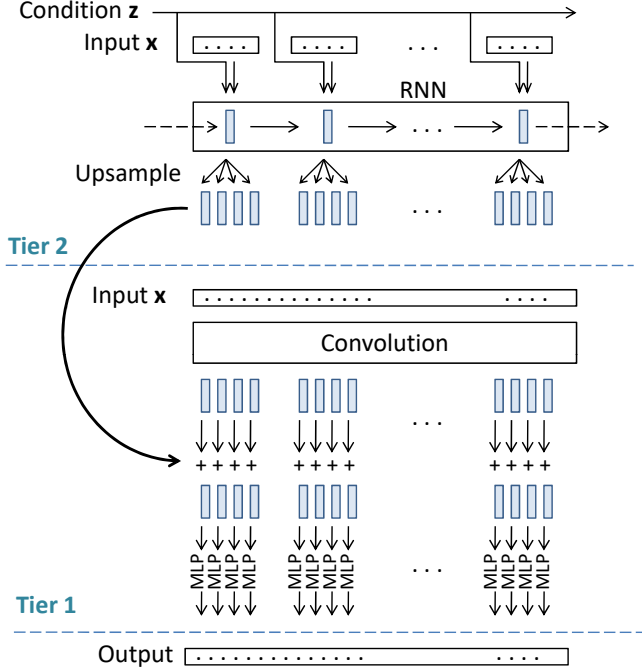 Condition z
Input x
. . . . . . . . . . . . . . .
RNN
. . .
Upsample
. . .
Tier 2
Input x
. . . . . . . . . . . . . . . . . . .
Convolution
. . .
+ + + + + + + + + + + +
MLP MLP MLP MLP MLP MLP MLP MLP . . . MLP MLP MLP MLP
Tier 1
Output
. . . . . . . . . . . . . . . . . . .